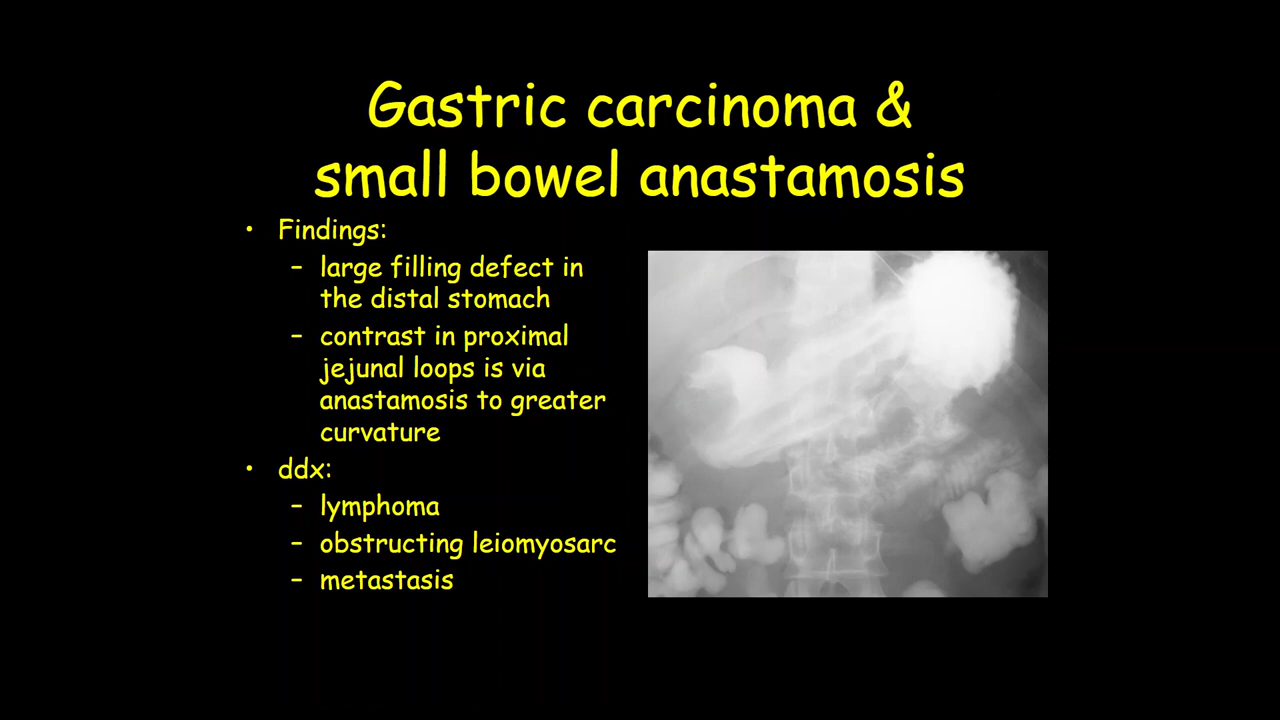 Gastric carcinoma &
small bowel anastamosis
• Findings:
– large filling defect in
the distal stomach
– contrast in proximal
jejunal loops is via
anastamosis to greater
curvature
• ddx:
– lymphoma
– obstructing leiomyosarc
– metastasis